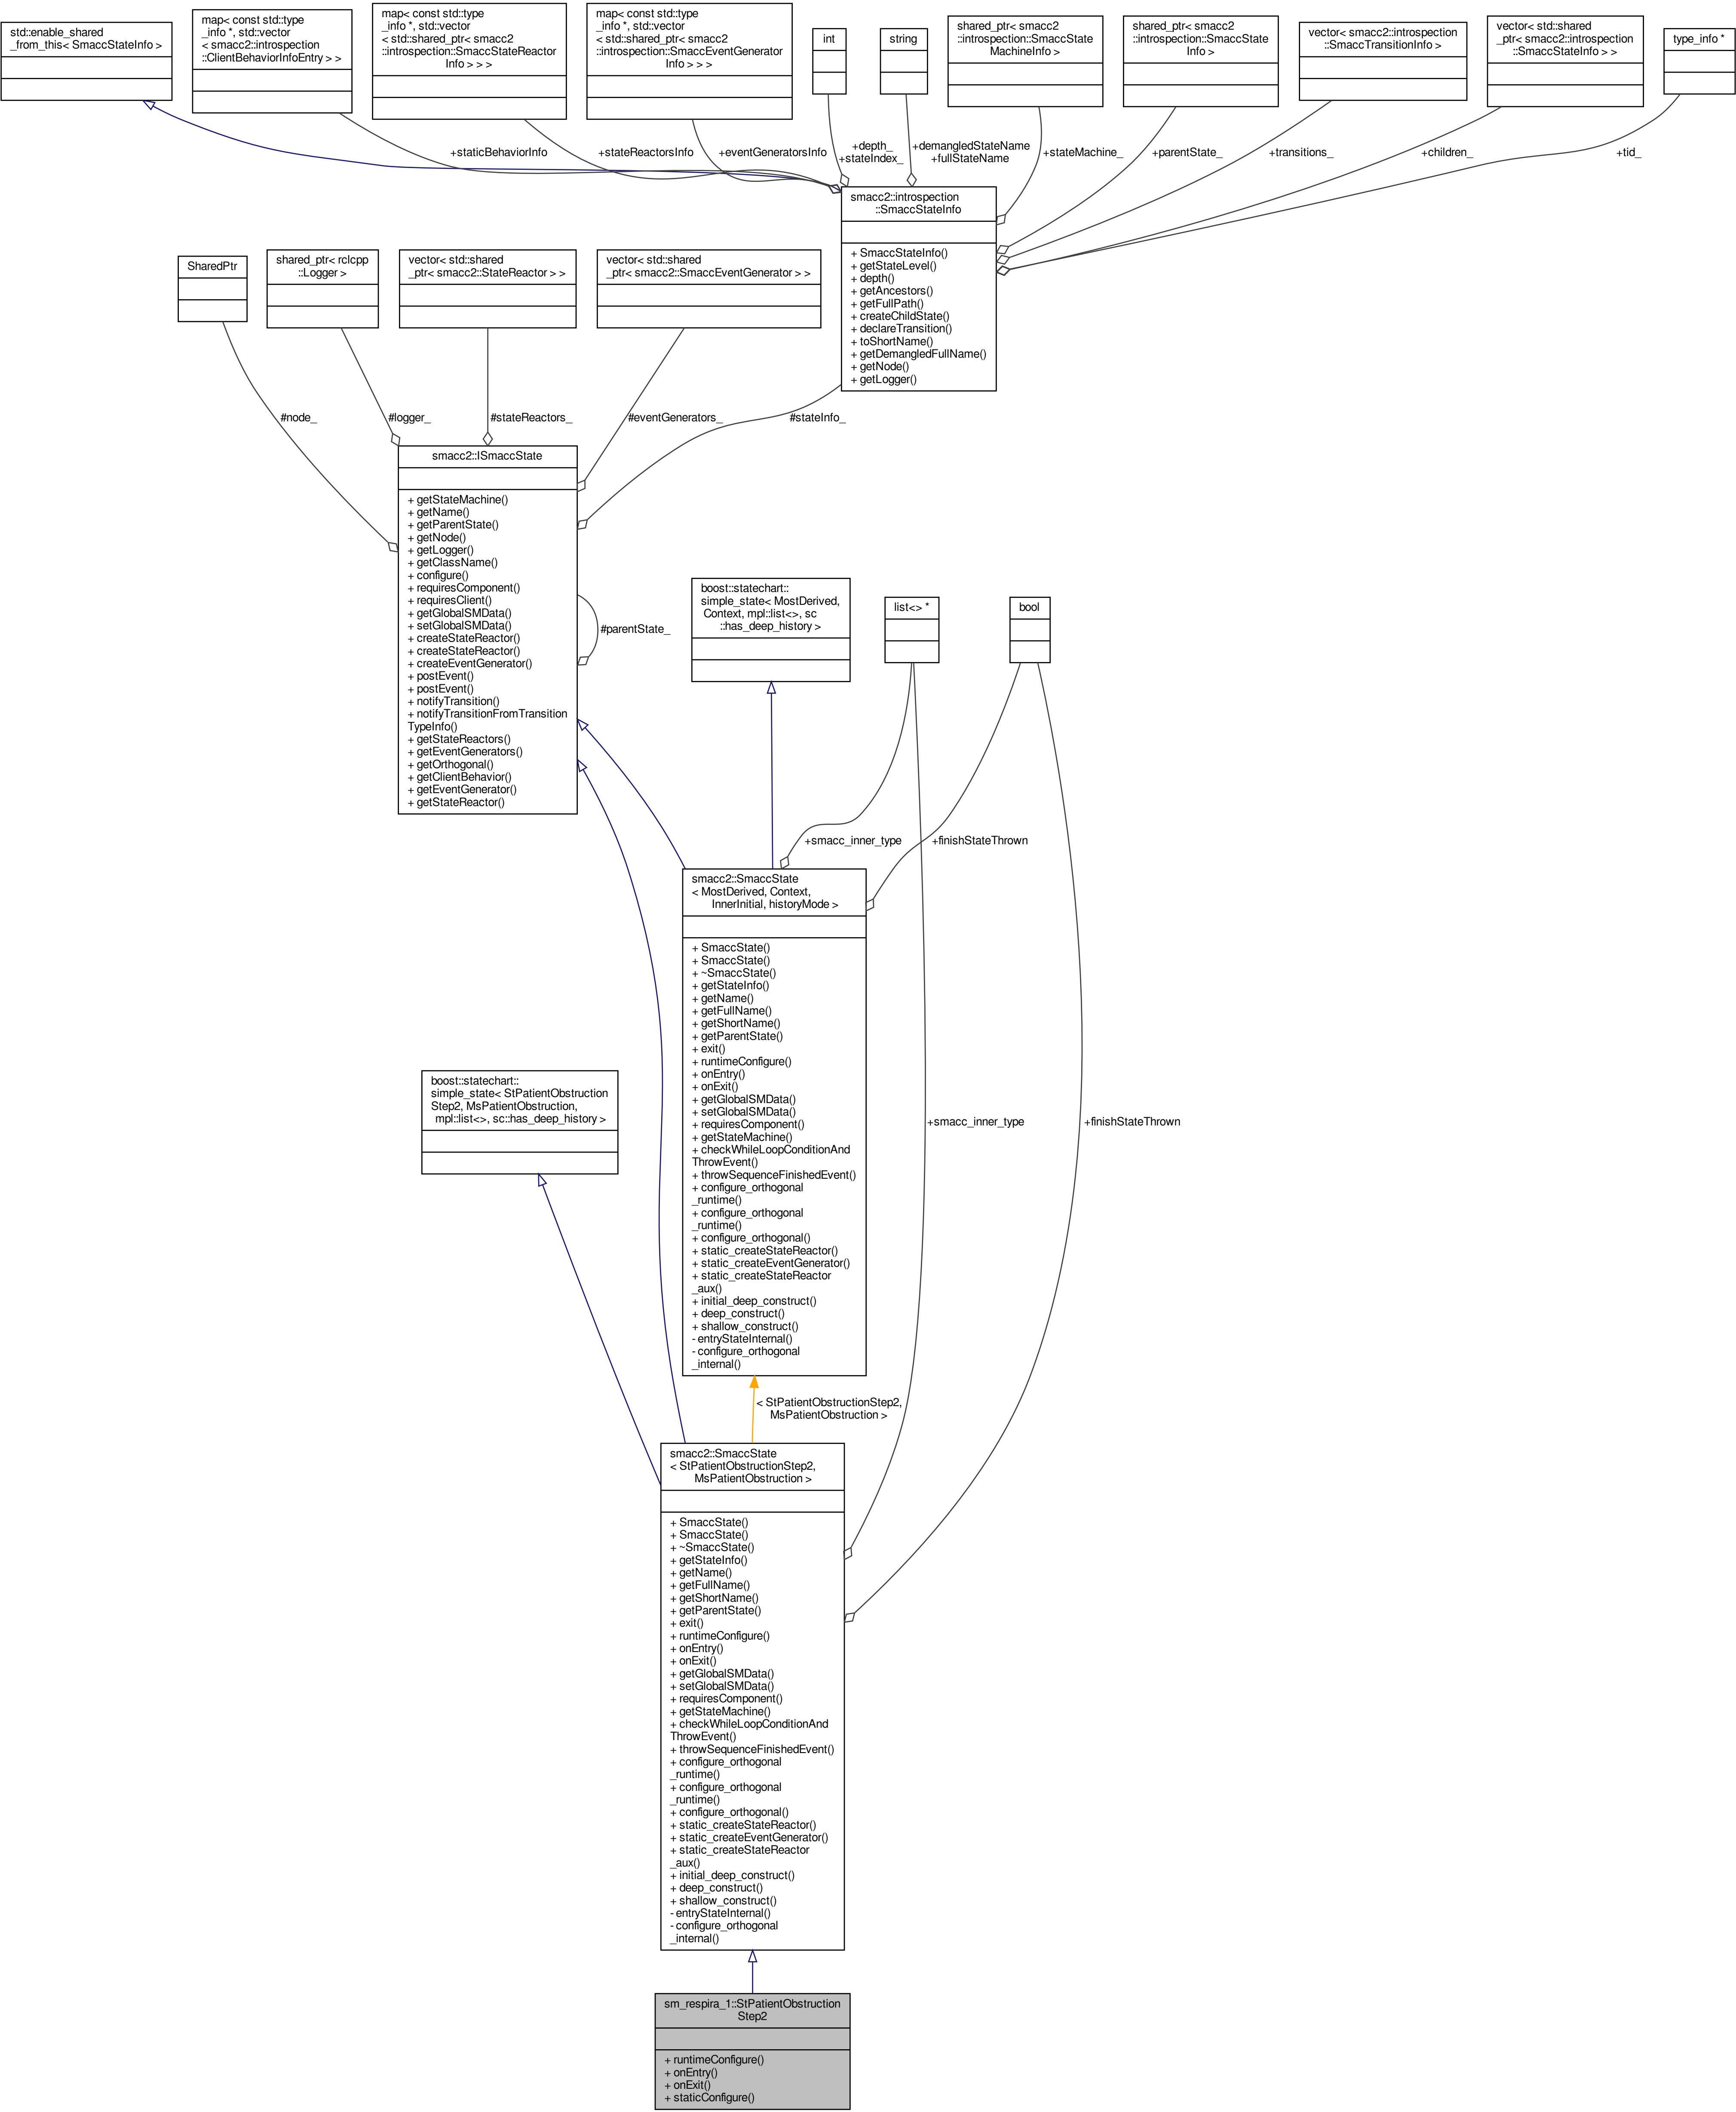 std::enable_shared
_from_this< SmaccStateInfo >
map< const std::type
_info *, std::vector
< smacc2::introspection
::ClientBehaviorInfoEntry > >
map< const std::type
_info *, std::vector
< std::shared_ptr< smacc2
::introspection::SmaccStateReactor
Info > > >
map< const std::type
_info *, std::vector
< std::shared_ptr< smacc2
::introspection::SmaccEventGenerator
Info > > >
int
string
shared_ptr< smacc2
::introspection::SmaccState
MachineInfo >
shared_ptr< smacc2
::introspection::SmaccState
Info >
vector< smacc2::introspection
::SmaccTransitionInfo >
vector< std::shared
_ptr< smacc2::introspection
::SmaccStateInfo > >
type_info *
+staticBehaviorInfo
+stateReactorsInfo
+eventGeneratorsInfo
+depth_
+stateIndex_
+demangledStateName
+fullStateName
+stateMachine_
+parentState_
+transitions_
+children_
+tid_
smacc2::introspection
::SmaccStateInfo
+ SmaccStateInfo()
+ getStateLevel()
+ depth()
+ getAncestors()
+ getFullPath()
+ createChildState()
+ declareTransition()
+ toShortName()
+ getDemangledFullName()
+ getNode()
+ getLogger()
SharedPtr
shared_ptr< rclcpp
::Logger >
vector< std::shared
_ptr< smacc2::StateReactor > >
vector< std::shared
_ptr< smacc2::SmaccEventGenerator > >
#node_
#logger_
#stateReactors_
#eventGenerators_
#stateInfo_
smacc2::ISmaccState
+ getStateMachine()
+ getName()
+ getParentState()
+ getNode()
+ getLogger()
+ getClassName()
+ configure()
+ requiresComponent()
+ requiresClient()
+ getGlobalSMData()
+ setGlobalSMData()
+ createStateReactor()
+ createStateReactor()
+ createEventGenerator()
+ postEvent()
+ postEvent()
+ notifyTransition()
+ notifyTransitionFromTransition
TypeInfo()
+ getStateReactors()
+ getEventGenerators()
+ getOrthogonal()
+ getClientBehavior()
+ getEventGenerator()
+ getStateReactor()
#parentState_
boost::statechart::
simple_state< MostDerived,
Context, mpl::list<>, sc
::has_deep_history >
list<> *
bool
+smacc_inner_type
+finishStateThrown
smacc2::SmaccState
< MostDerived, Context,
InnerInitial, historyMode >
+ SmaccState()
+ SmaccState()
+ ~SmaccState()
+ getStateInfo()
+ getName()
+ getFullName()
+ getShortName()
+ getParentState()
+ exit()
+ runtimeConfigure()
+ onEntry()
+ onExit()
+ getGlobalSMData()
+ setGlobalSMData()
+ requiresComponent()
+ getStateMachine()
+ checkWhileLoopConditionAnd
ThrowEvent()
+ throwSequenceFinishedEvent()
+ configure_orthogonal
_runtime()
+ configure_orthogonal
_runtime()
+ configure_orthogonal()
+ static_createStateReactor()
+ static_createEventGenerator()
+ static_createStateReactor
_aux()
+ initial_deep_construct()
+ deep_construct()
+ shallow_construct()
- entryStateInternal()
- configure_orthogonal
_internal()
boost::statechart::
simple_state< StPatientObstruction
Step2, MsPatientObstruction,
mpl::list<>, sc::has_deep_history >
+smacc_inner_type
+finishStateThrown
< StPatientObstructionStep2,
MsPatientObstruction >
smacc2::SmaccState
< StPatientObstructionStep2,
MsPatientObstruction >
+ SmaccState()
+ SmaccState()
+ ~SmaccState()
+ getStateInfo()
+ getName()
+ getFullName()
+ getShortName()
+ getParentState()
+ exit()
+ runtimeConfigure()
+ onEntry()
+ onExit()
+ getGlobalSMData()
+ setGlobalSMData()
+ requiresComponent()
+ getStateMachine()
+ checkWhileLoopConditionAnd
ThrowEvent()
+ throwSequenceFinishedEvent()
+ configure_orthogonal
_runtime()
+ configure_orthogonal
_runtime()
+ configure_orthogonal()
+ static_createStateReactor()
+ static_createEventGenerator()
+ static_createStateReactor
_aux()
+ initial_deep_construct()
+ deep_construct()
+ shallow_construct()
- entryStateInternal()
- configure_orthogonal
_internal()
sm_respira_1::StPatientObstruction
Step2
+ runtimeConfigure()
+ onEntry()
+ onExit()
+ staticConfigure()